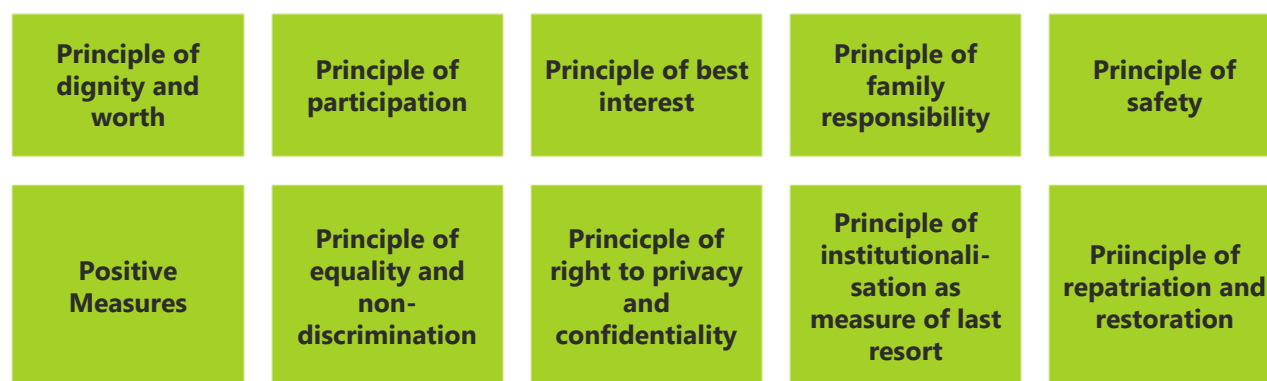 Principle of
dignity and
worth
Principle of
participation
Principle of best
interest
Principle of
family
responsibility
Principle of
safety
Positive
Measures
Principle of
equality and
non-
discrimination
Princicple of
right to privacy
and
confidentiality
Principle of
institutionali-
sation as
measure of last
resort
Priinciple of
repatriation and
restoration